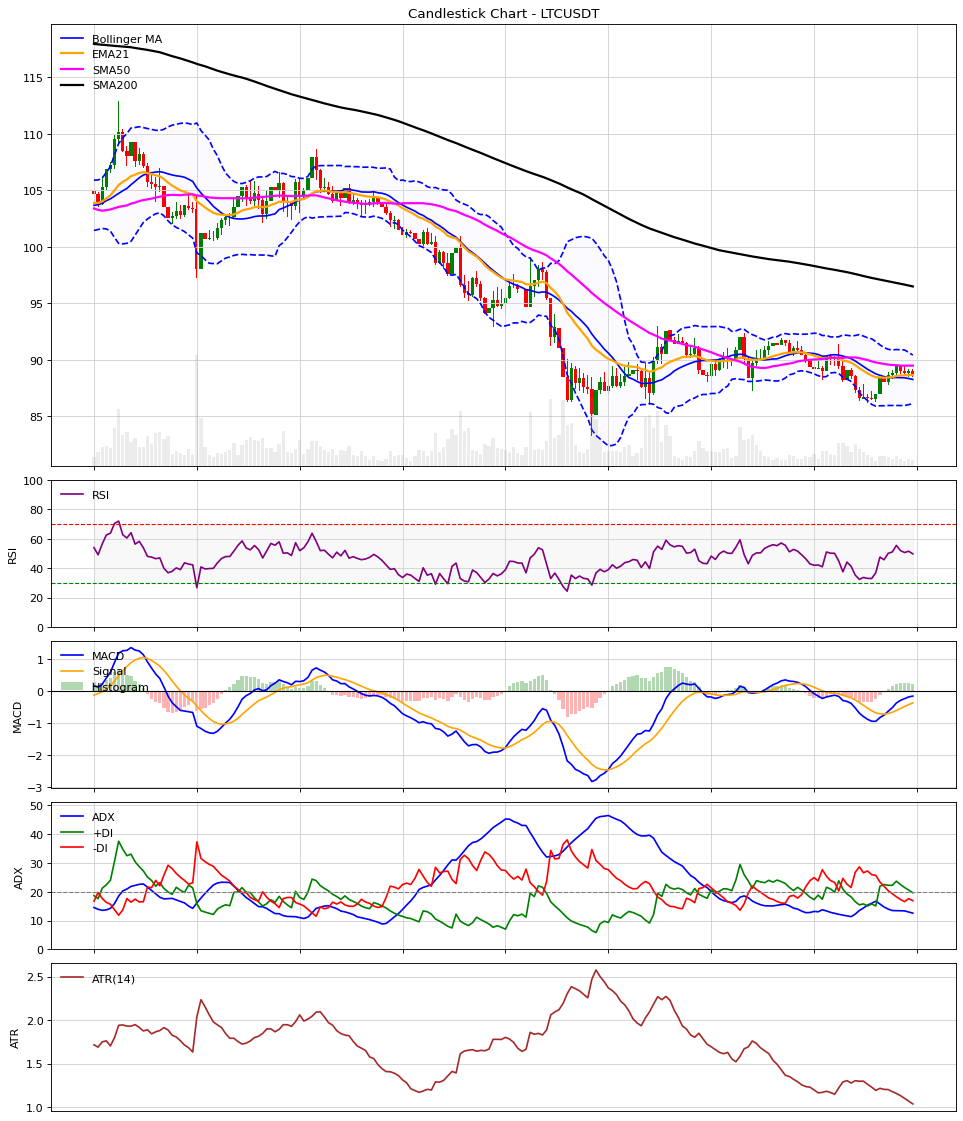 Candlestick Chart - LTCUSDT
Bollinger MA
EMA21
SMA50
SMA200
115
110
105
100
95
90
85
RSI
100
80
60
40
20
0
RSI
MACD
Signal
Histogram
1
0
−1
−2
−3
MACD
ADX
+DI
-DI
50
40
30
20
10
0
ADX
ATR(14)
2.5
2.0
1.5
1.0
ATR